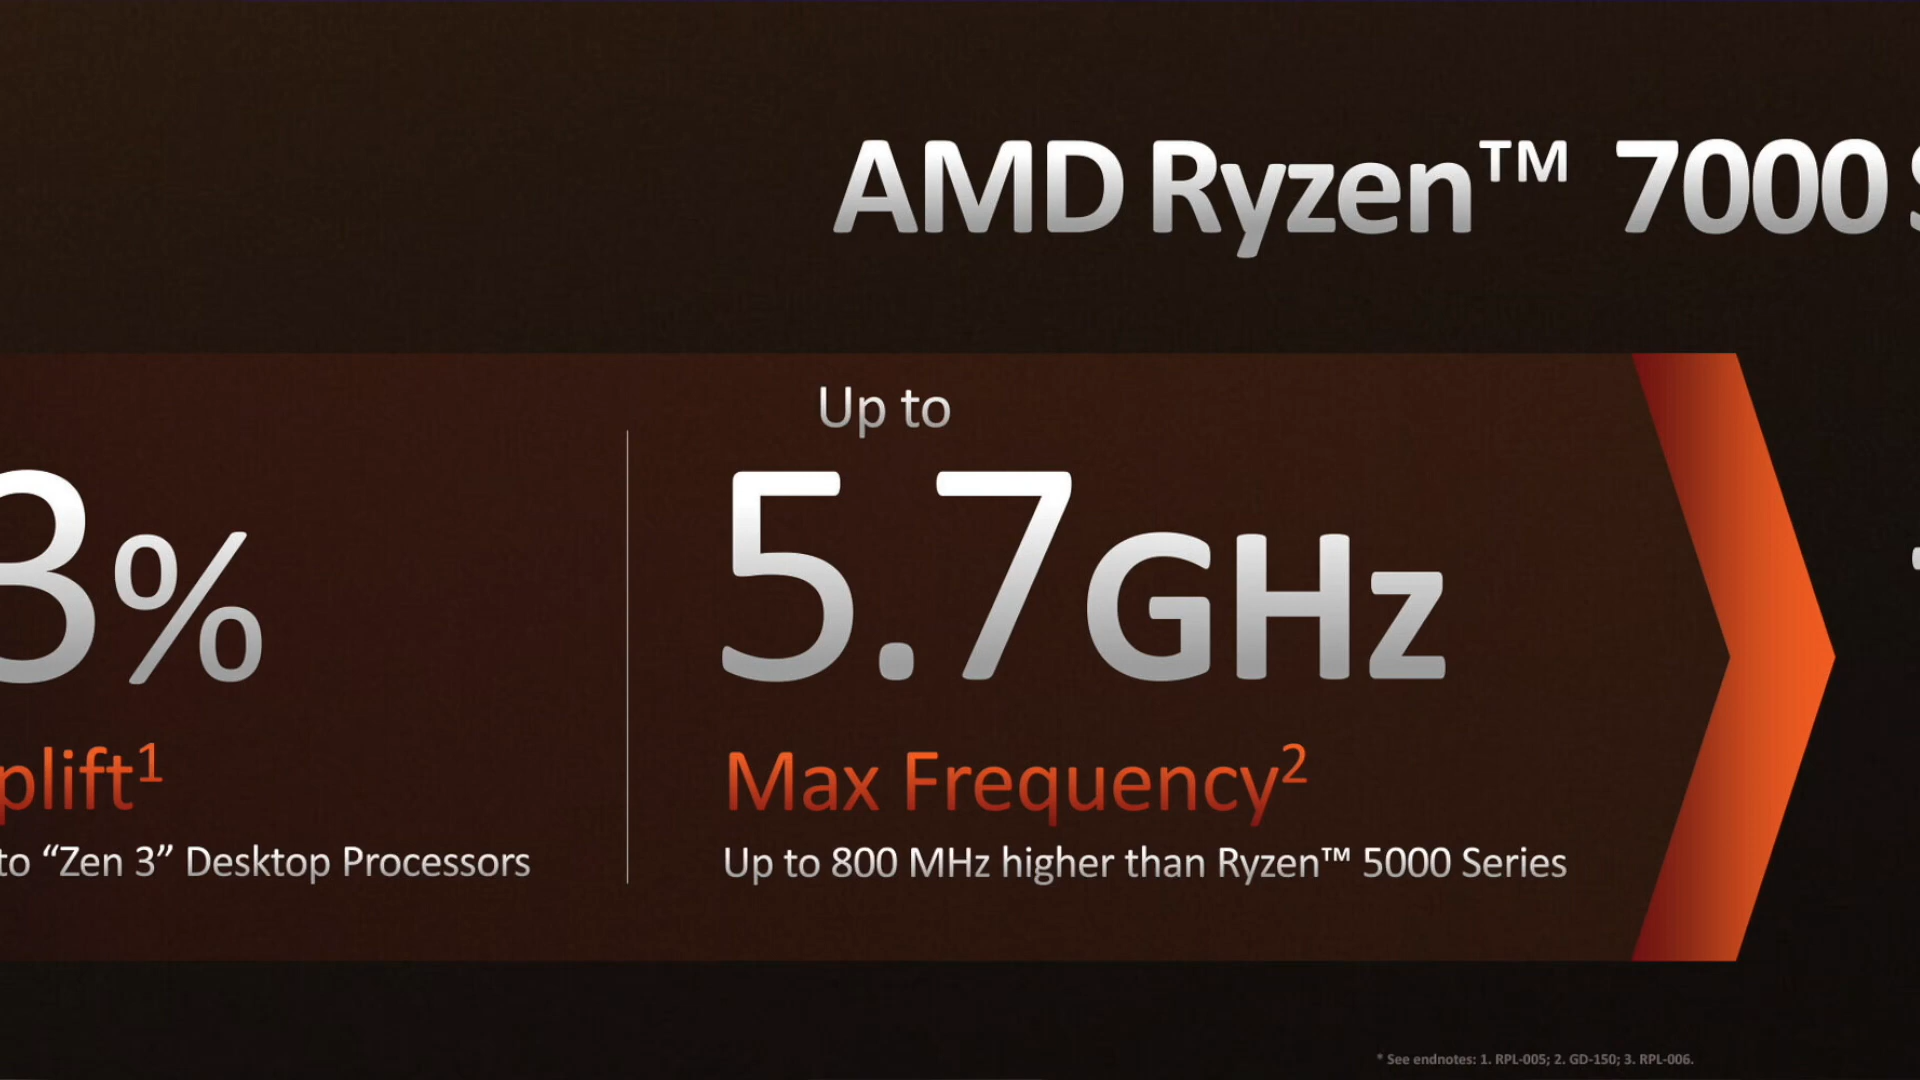 AMD Ryzen™ 7000
3%
plift¹
to “Zen 3” Desktop Processors
Up to
5.7GHz
Max Frequency²
Up to 800 MHz higher than Ryzen™ 5000 Series
* See endnotes: 1. RPL-005; 2. GD-150; 3. RPL-006.